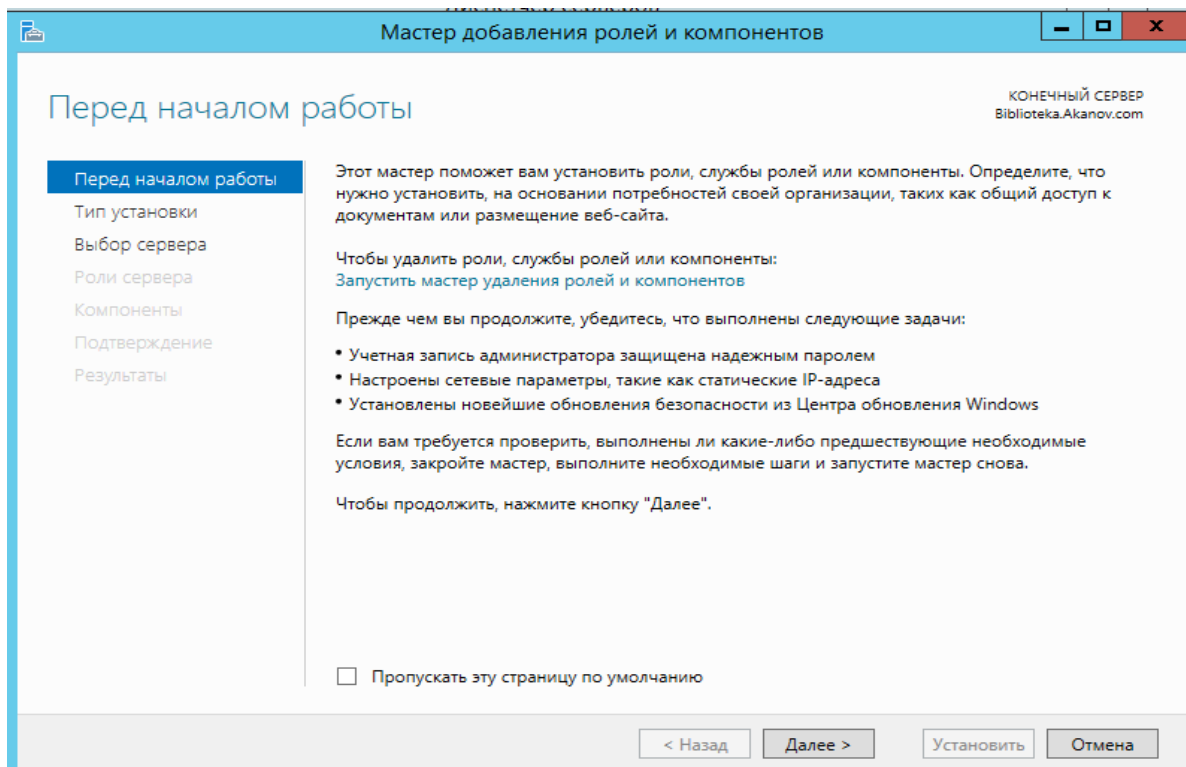 Мастер добавления ролей и компонентов
Перед началом работы
КОНЕЧНЫЙ СЕРВЕР
Biblioteka.Akanov.com
Перед началом работы
Тип установки
Выбор сервера
Роли сервера
Компоненты
Подтверждение
Результаты
Этот мастер поможет вам установить роли, службы ролей или компоненты. Определите, что
нужно установить, на основании потребностей своей организации, таких как общий доступ к
документам или размещение веб-сайта.
Чтобы удалить роли, службы ролей или компоненты:
Запустить мастер удаления ролей и компонентов
Прежде чем вы продолжите, убедитесь, что выполнены следующие задачи:
• Учетная запись администратора защищена надежным паролем
• Настроены сетевые параметры, такие как статические IP-адреса
• Установлены новейшие обновления безопасности из Центра обновления Windows
Если вам требуется проверить, выполнены ли какие-либо предшествующие необходимые
условия, закройте мастер, выполните необходимые шаги и запустите мастер снова.
Чтобы продолжить, нажмите кнопку "Далее".
Пропускать эту страницу по умолчанию
< Назад
Далее >
Установить
Отмена